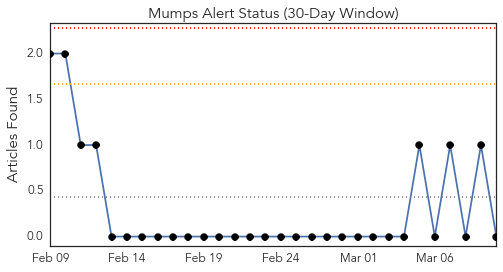 Mumps Alert Status (30-Day Window)
Articles Found
2.0
1.5
1.0
0.5
0.0
Feb 09 Feb 14 Feb 19 Feb 24 Mar 01 Mar 06